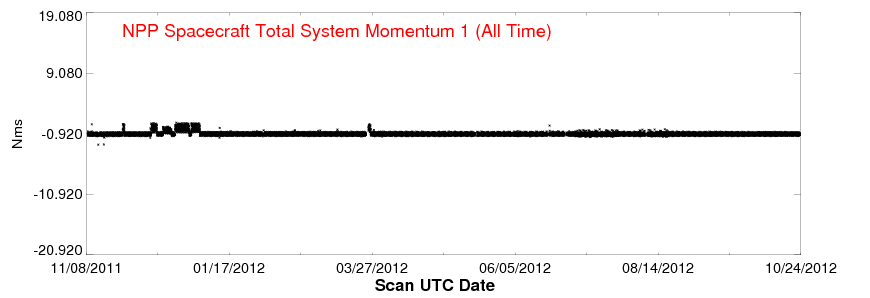 19.080
NPP Spacecraft Total System Momentum 1 (All Time)
9.080
Nms
-0.920
-10.920
-20.920
11/08/2011 01/17/2012 03/27/2012 06/05/2012 08/14/2012 10/24/2012
Scan UTC Date